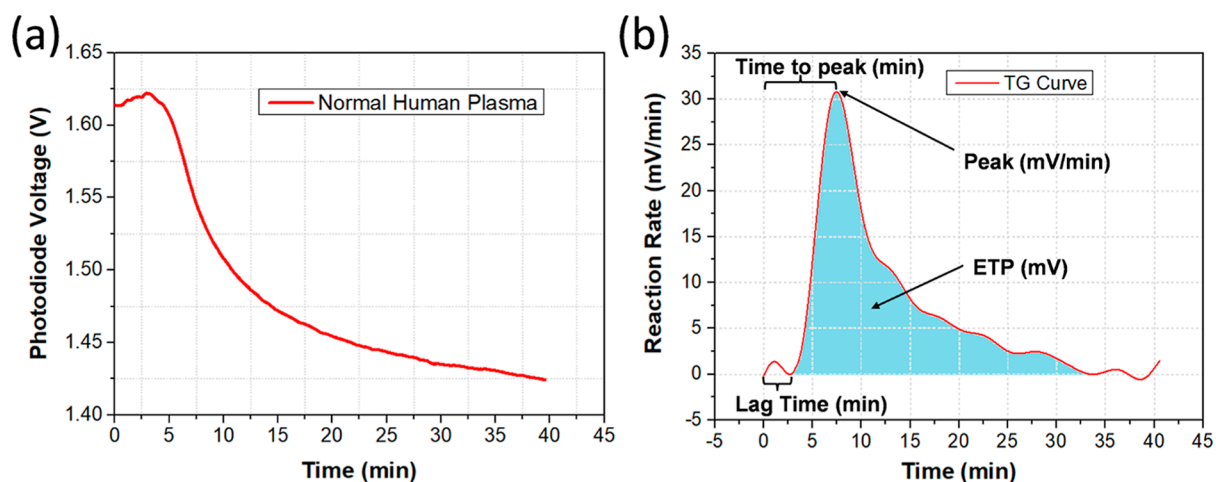 (a)
1.65
1.60
1.55
1.50
1.45
1.40
Photodiode Voltage (V)
Normal Human Plasma
0 5 10 15 20 25 30 35 40 45
Time (min)
(b)
35
30
25
20
15
10
5
0
-5
Reaction Rate (mV/min)
Time to peak (min)
TG Curve
Peak (mV/min)
ETP (mV)
Lag Time (min)
-5 0 5 10 15 20 25 30 35 40 45
Time (min)